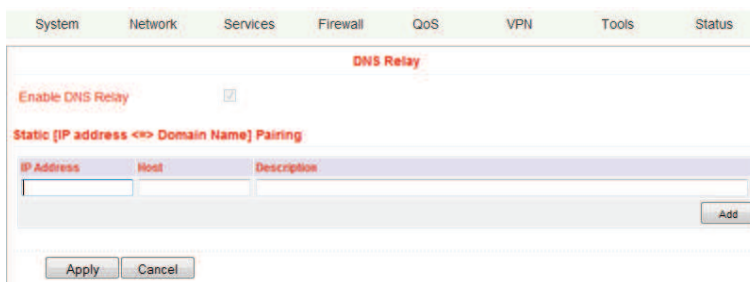 System Network Services Firewall QoS VPN Tools Status
DNS Relay
Enable DNS Relay
Static [IP address <=> Domain Name] Pairing
IP Address Host Description
Add
Apply Cancel